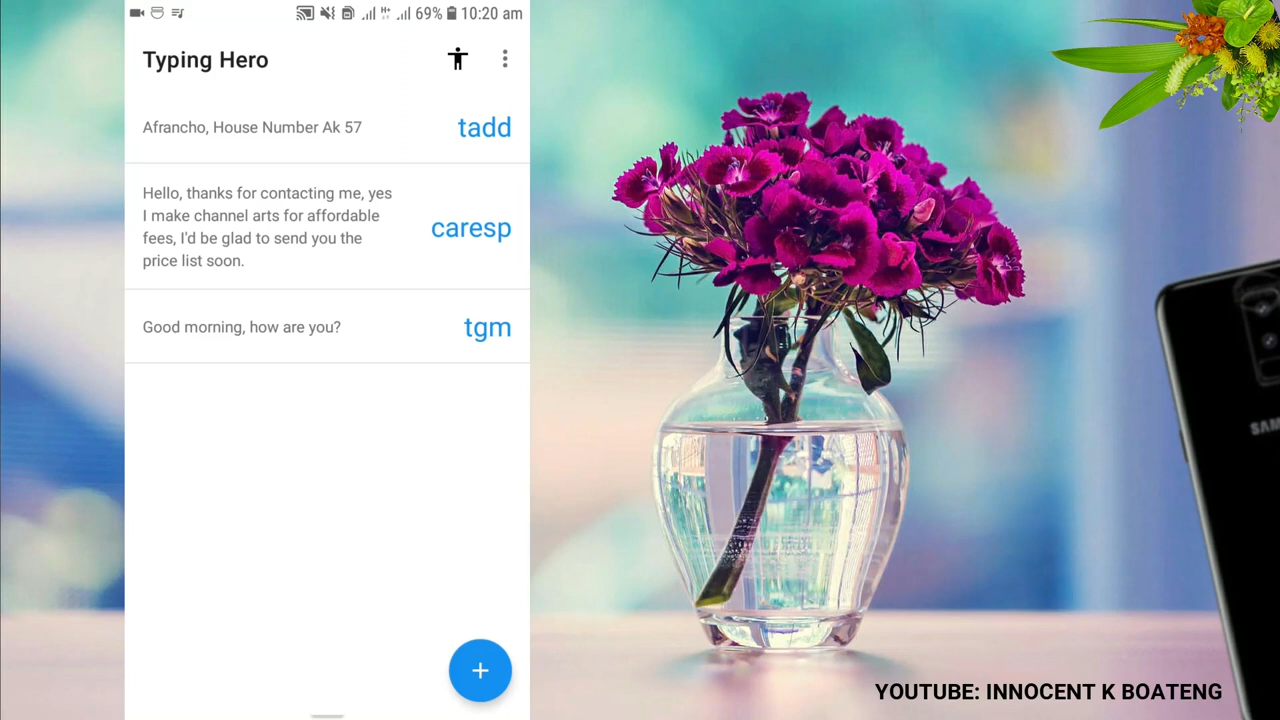 69% 10:20 am
Typing Hero
Afrancho, House Number Ak 57
tadd
Hello, thanks for contacting me, yes
I make channel arts for affordable
fees, I'd be glad to send you the
price list soon.
caresp
Good morning, how are you?
tgm
SAM
YOUTUBE: INNOCENT K BOATENG